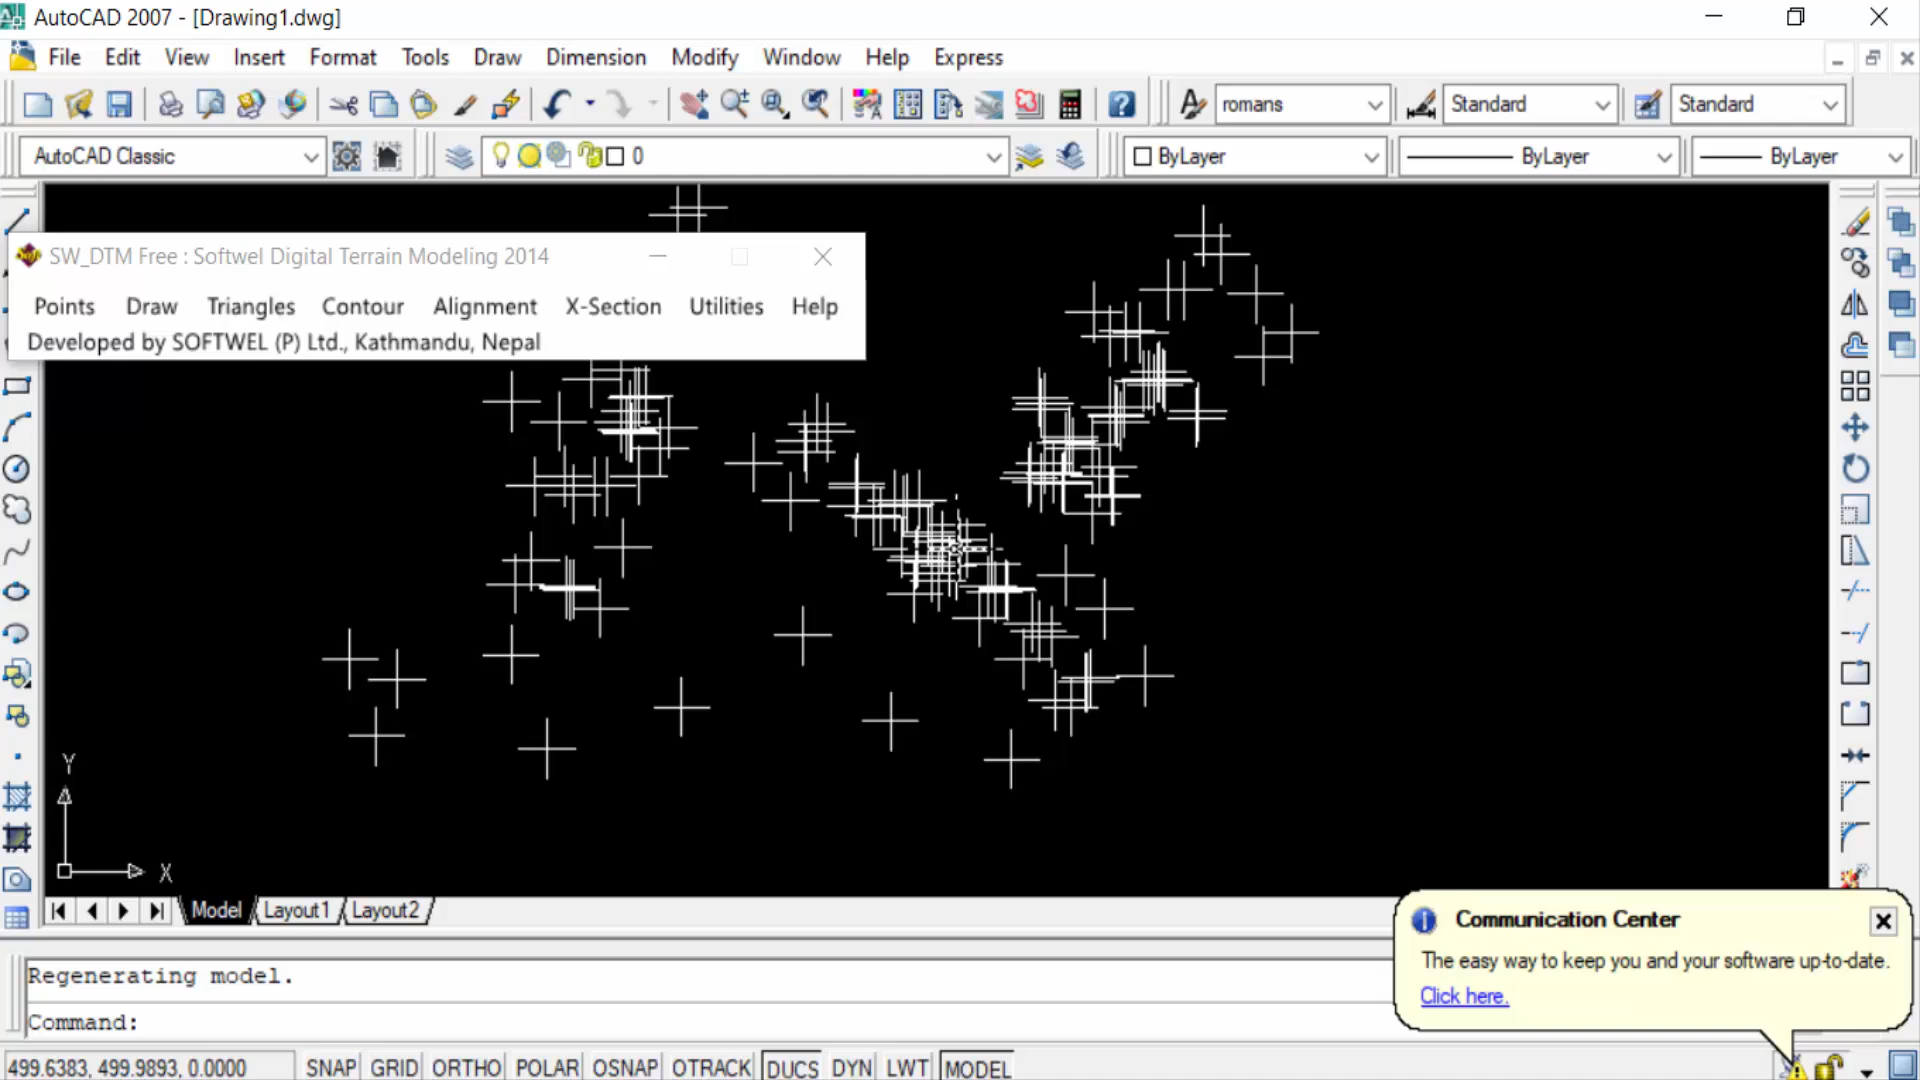 AutoCAD 2007 - [Drawing1.dwg]
File Edit View Insert Format Tools Draw Dimension Modify Window Help Express
romans Standard Standard
AutoCAD Classic 0 ByLayer ByLayer ByLayer
SW_DTM Free : Softwel Digital Terrain Modeling 2014
Points Draw Triangles Contour Alignment X-Section Utilities Help
Developed by SOFTWEL (P) Ltd., Kathmandu, Nepal
Y
X
Model Layout1 Layout2
Communication Center
The easy way to keep you and your software up-to-date.
Click here.
Regenerating model.
Command:
499.6383, 499.9893, 0.0000 SNAP GRID ORTHO POLAR OSNAP OTRACK DUCS DYN LWT MODEL